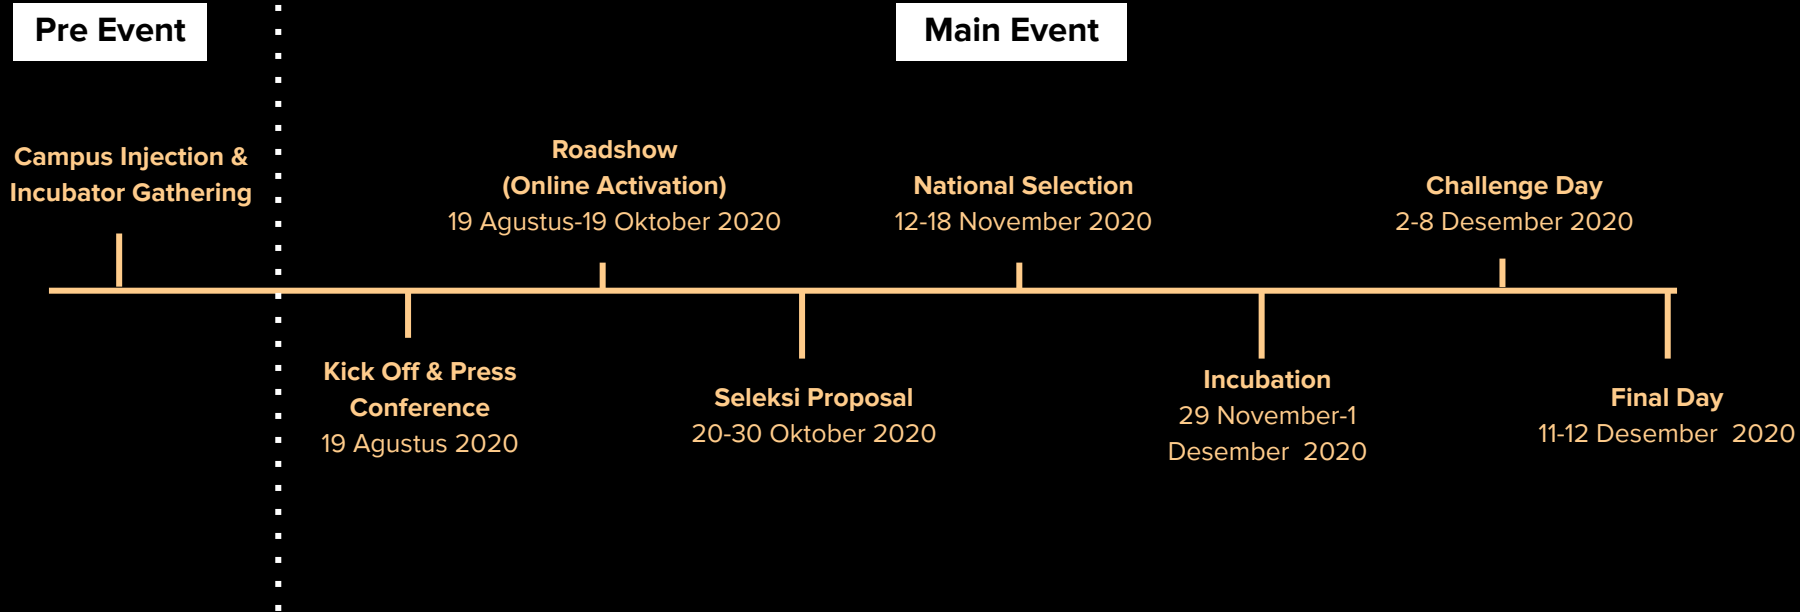 Pre Event
Main Event
Campus Injection &
Incubator Gathering
Kick Off & Press
Conference
19 Agustus 2020
Roadshow
(Online Activation)
19 Agustus-19 Oktober 2020
Seleksi Proposal
20-30 Oktober 2020
National Selection
12-18 November 2020
Incubation
29 November-1
Desember  2020
Challenge Day
2-8 Desember 2020
Final Day
11-12 Desember  2020